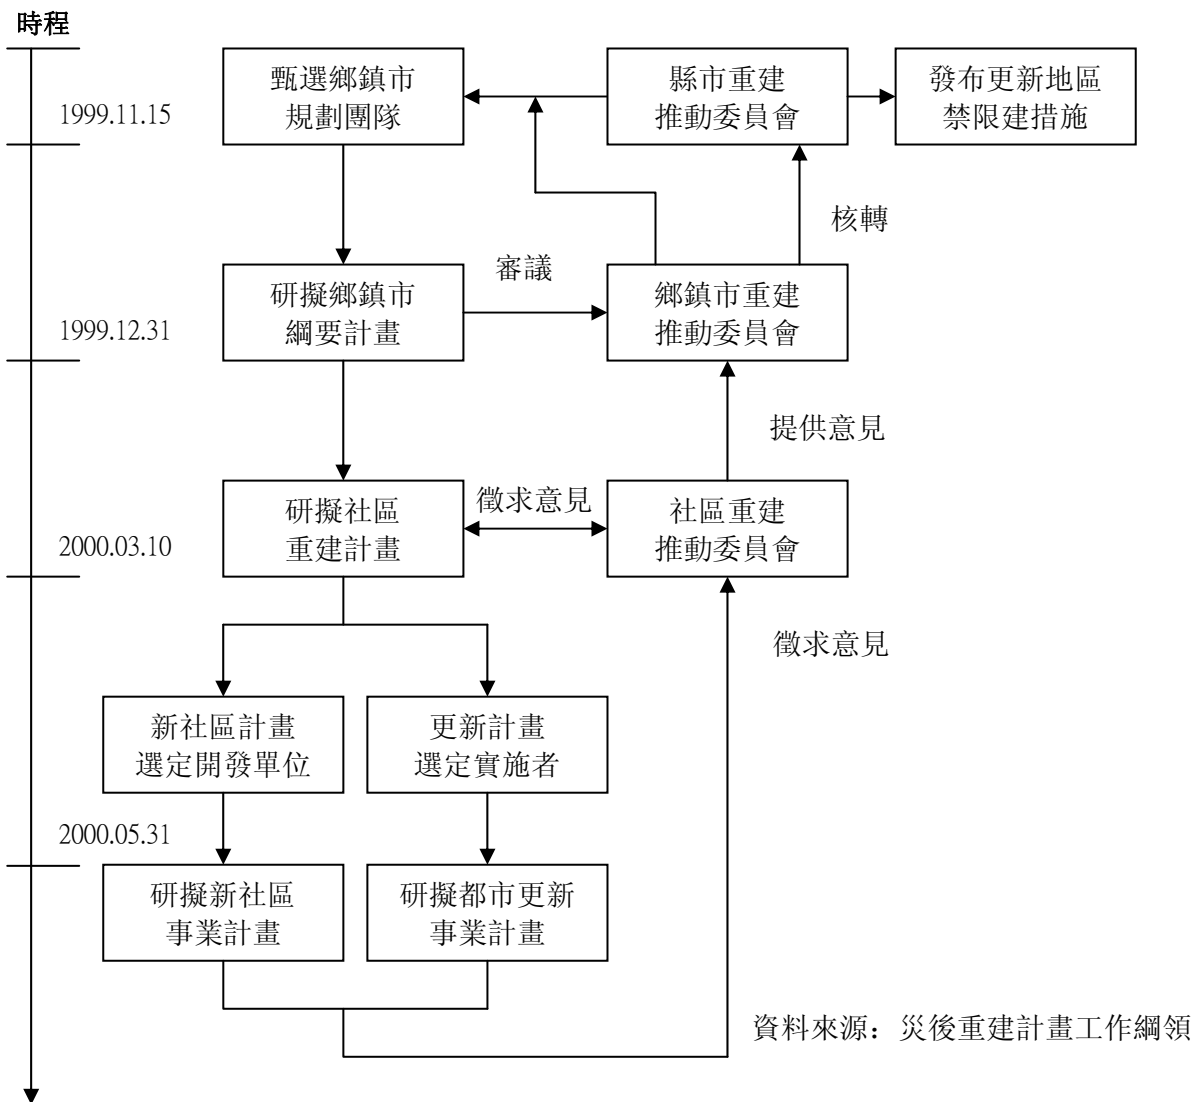 時程
甄選鄉鎮市
規劃團隊
縣市重建
推動委員會
發布更新地區
禁限建措施
1999.11.15
核轉
審議
研擬鄉鎮市
綱要計畫
鄉鎮市重建
推動委員會
1999.12.31
提供意見
研擬社區
重建計畫
徵求意見
社區重建
推動委員會
2000.03.10
徵求意見
新社區計畫
選定開發單位
更新計畫
選定實施者
2000.05.31
研擬新社區
事業計畫
研擬都市更新
事業計畫
資料來源：災後重建計畫工作綱領